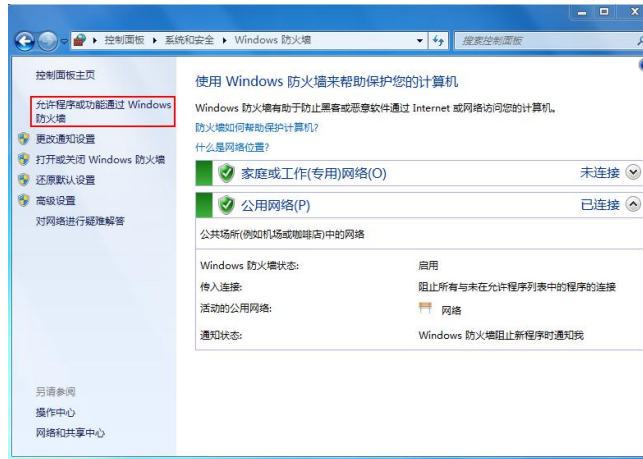 控制面板 ▸ 系统和安全 ▸ Windows 防火墙
搜索控制面板
控制面板主页
允许程序或功能通过 Windows
防火墙
更改通知设置
打开或关闭 Windows 防火墙
还原默认设置
高级设置
对网络进行疑难解答
另请参阅
操作中心
网络和共享中心
使用 Windows 防火墙来帮助保护您的计算机
Windows 防火墙有助于防止黑客或恶意软件通过 Internet 或网络访问您的计算机。
防火墙如何帮助保护计算机?
什么是网络位置?
家庭或工作(专用)网络(O) 未连接
公用网络(P) 已连接
公共场所(例如机场或咖啡店)中的网络
Windows 防火墙状态: 启用
传入连接: 阻止所有与未在允许程序列表中的程序的连接
活动的公用网络: 网络
通知状态: Windows 防火墙阻止新程序时通知我